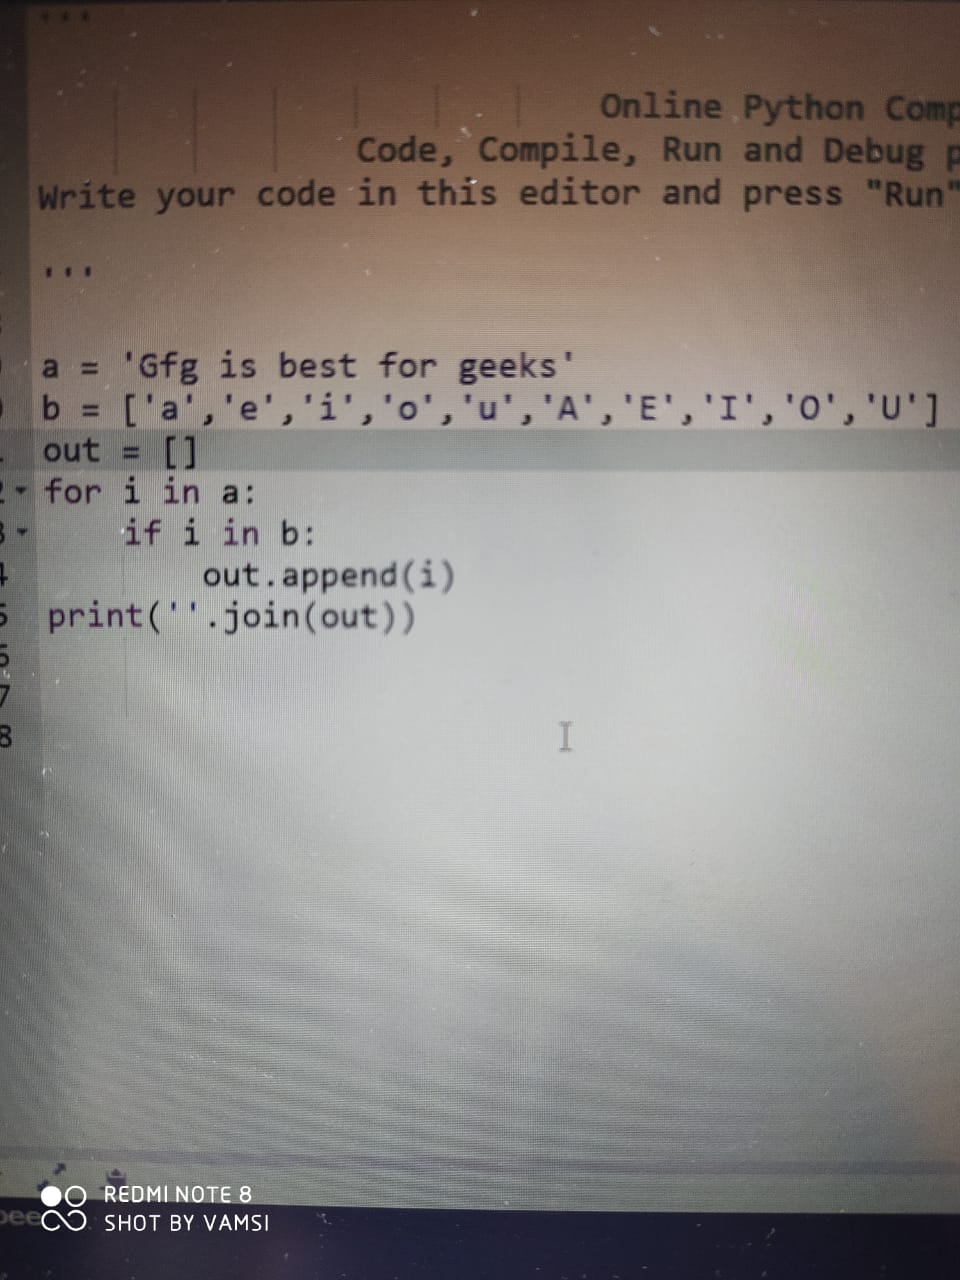 '''
Online Python Comp
Code, Compile, Run and Debug p
Write your code in this editor and press "Run"
'''
a = 'Gfg is best for geeks'
b = ['a','e','i','o','u','A','E','I','O','U']
out = []
for i in a:
    if i in b:
        out.append(i)
print(''.join(out))
8
REDMI NOTE 8
SHOT BY VAMSI